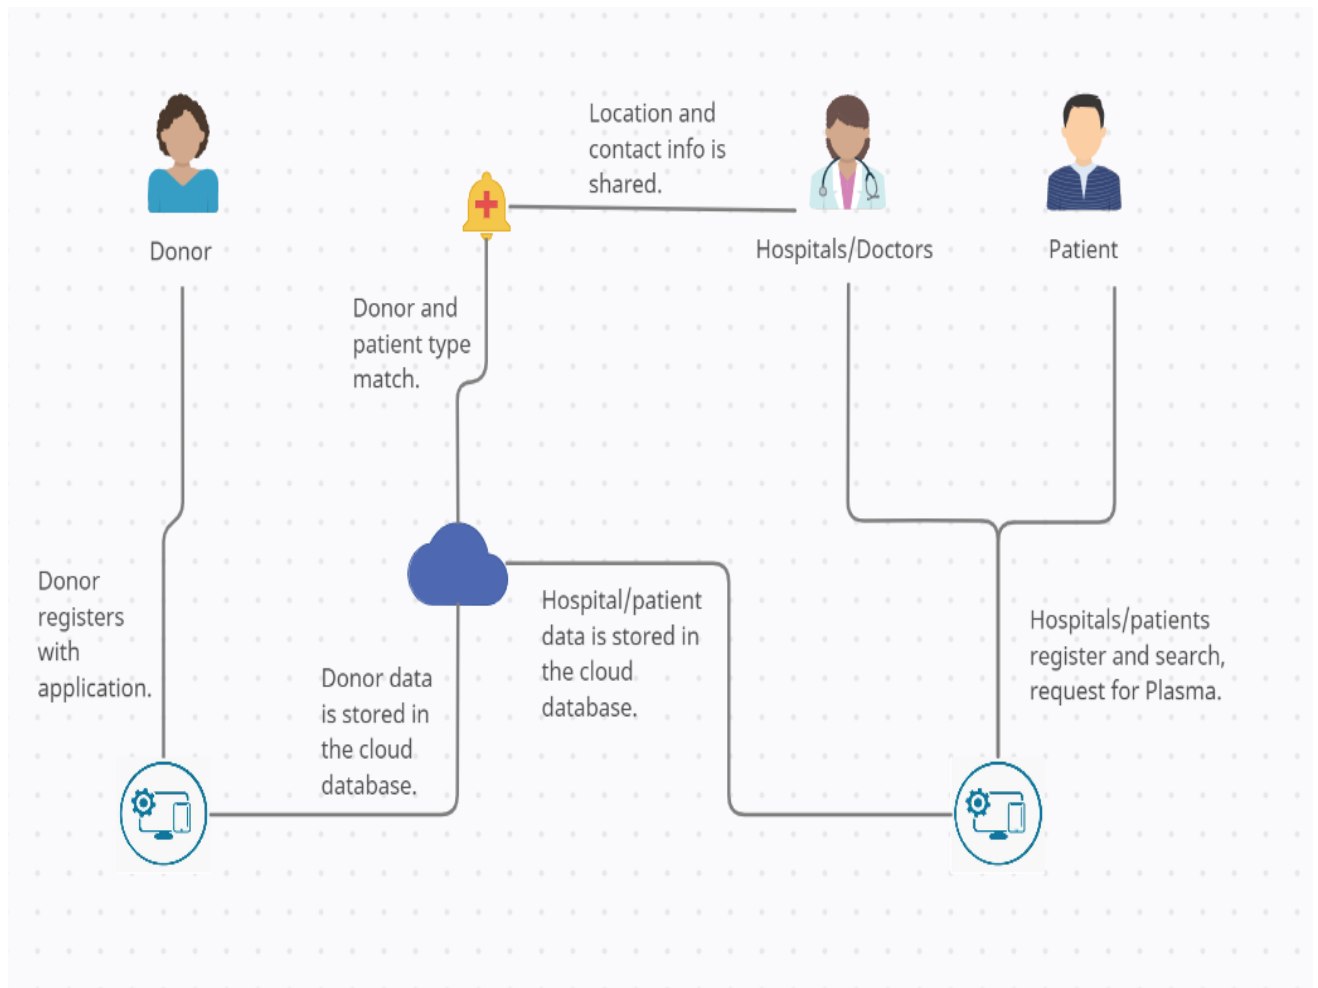 Location and
contact info is
shared.
Donor
Hospitals/Doctors
Patient
Donor and
patient type
match.
Donor
registers
with
application.
Donor data
is stored in
the cloud
database.
Hospital/patient
data is stored in
the cloud
database.
Hospitals/patients
register and search,
request for Plasma.